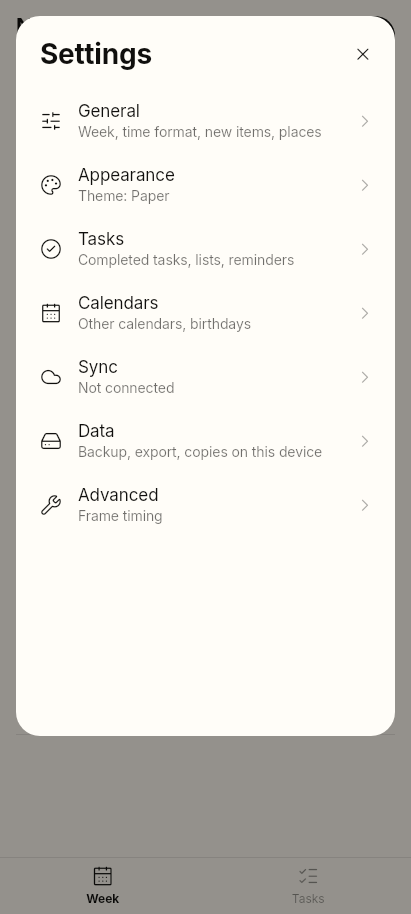 Settings
General
Week, time format, new items, places
Appearance
Theme: Paper
Tasks
Completed tasks, lists, reminders
Calendars
Other calendars, birthdays
Sync
Not connected
Data
Backup, export, copies on this device
Advanced
Frame timing
Week
Tasks